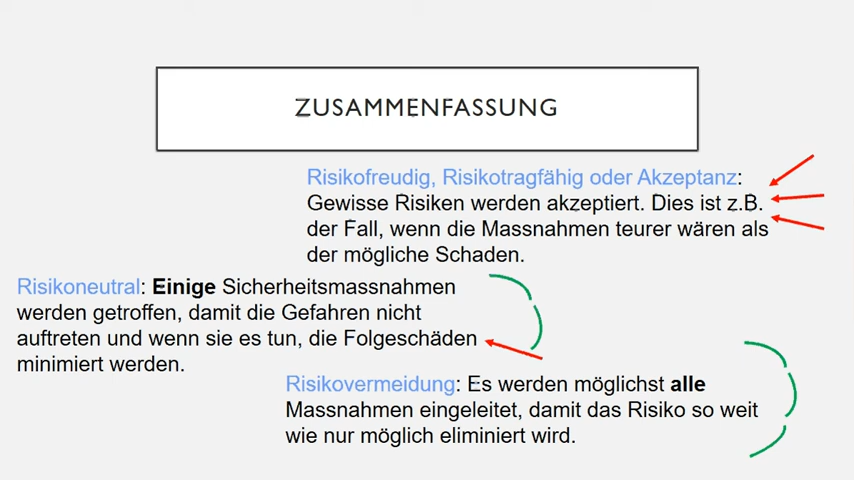 ZUSAMMENFASSUNG
Risikofreudig, Risikotragfähig oder Akzeptanz:
Gewisse Risiken werden akzeptiert. Dies ist z.B.
der Fall, wenn die Massnahmen teurer wären als
der mögliche Schaden.
Risikoneutral: Einige Sicherheitsmassnahmen
werden getroffen, damit die Gefahren nicht
auftreten und wenn sie es tun, die Folgeschäden
minimiert werden.
Risikovermeidung: Es werden möglichst alle
Massnahmen eingeleitet, damit das Risiko so weit
wie nur möglich eliminiert wird.